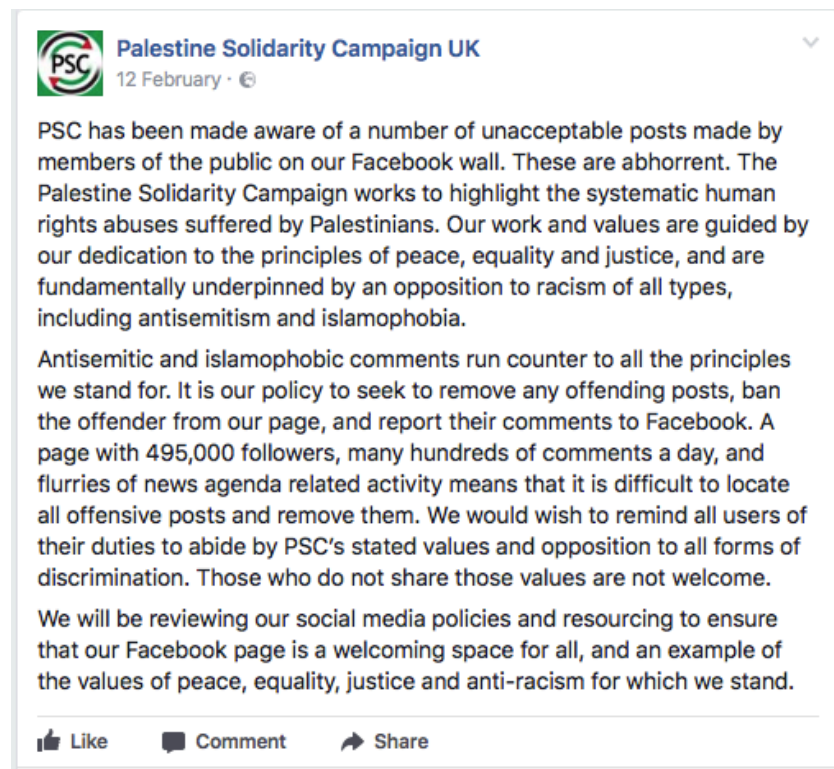 PSC
Palestine Solidarity Campaign UK
12 February ·
PSC has been made aware of a number of unacceptable posts made by
members of the public on our Facebook wall. These are abhorrent. The
Palestine Solidarity Campaign works to highlight the systematic human
rights abuses suffered by Palestinians. Our work and values are guided by
our dedication to the principles of peace, equality and justice, and are
fundamentally underpinned by an opposition to racism of all types,
including antisemitism and islamophobia.
Antisemitic and islamophobic comments run counter to all the principles
we stand for. It is our policy to seek to remove any offending posts, ban
the offender from our page, and report their comments to Facebook. A
page with 495,000 followers, many hundreds of comments a day, and
flurries of news agenda related activity means that it is difficult to locate
all offensive posts and remove them. We would wish to remind all users of
their duties to abide by PSC's stated values and opposition to all forms of
discrimination. Those who do not share those values are not welcome.
We will be reviewing our social media policies and resourcing to ensure
that our Facebook page is a welcoming space for all, and an example of
the values of peace, equality, justice and anti-racism for which we stand.
Like Comment Share